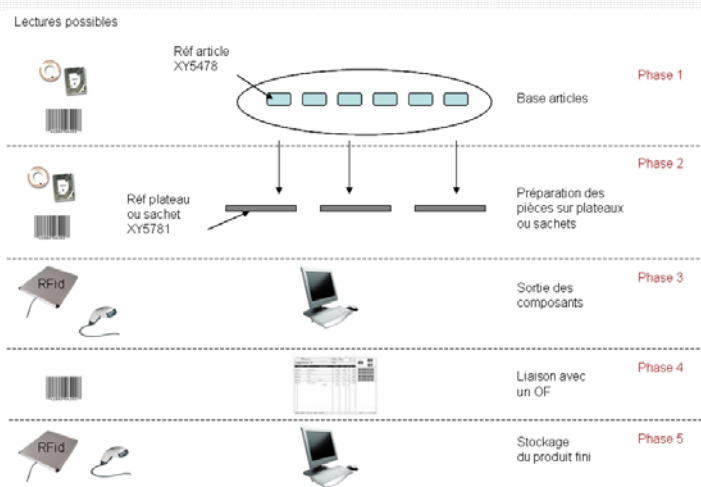 Lectures possibles
Réf article
XY5478
Phase 1
Base articles
Phase 2
Réf plateau
ou sachet
XY5781
Préparation des
pièces sur plateaux
ou sachets
RFid
Sortie des
composants
Phase 3
Liaison avec
un OF
Phase 4
RFid
Stockage
du produit fini
Phase 5